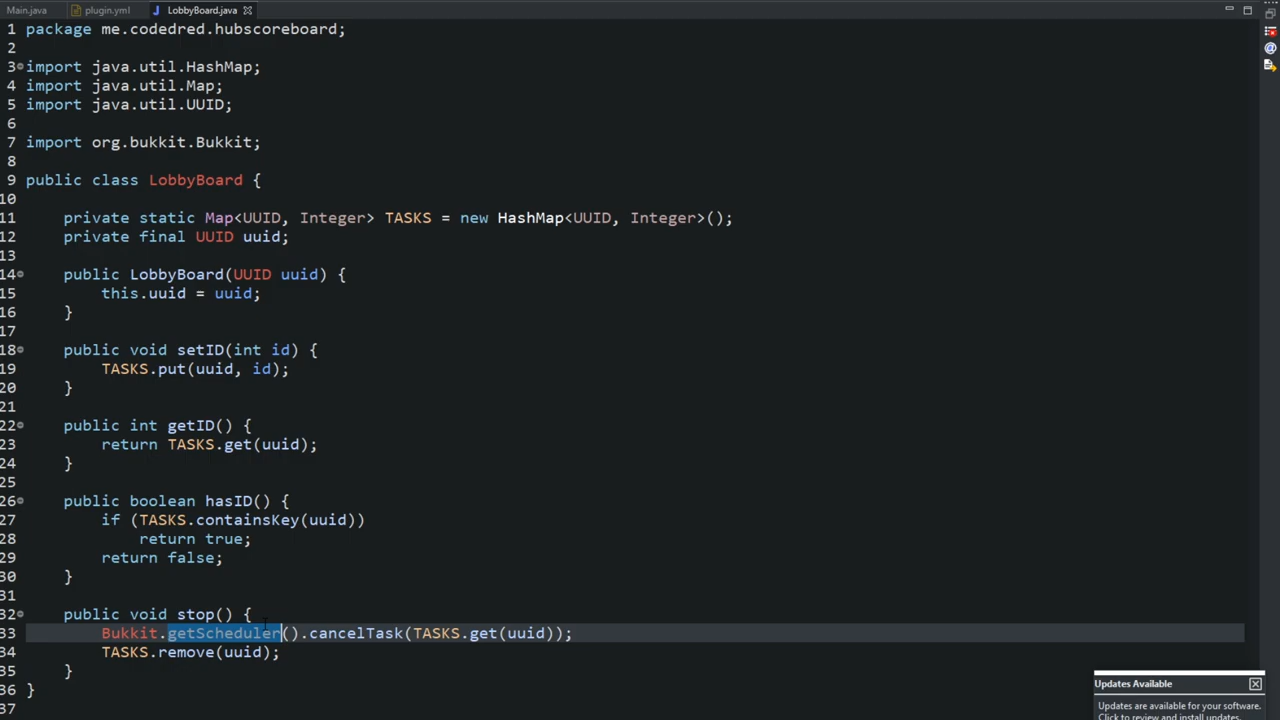 Main.java plugin.yml LobbyBoard.java
1 package me.codedred.hubscoreboard;
2
3 import java.util.HashMap;
4 import java.util.Map;
5 import java.util.UUID;
6
7 import org.bukkit.Bukkit;
8
9 public class LobbyBoard {
10
11 private static Map<UUID, Integer> TASKS = new HashMap<UUID, Integer>();
12 private final UUID uuid;
13
14 public LobbyBoard(UUID uuid) {
15 this.uuid = uuid;
16 }
17
18 public void setID(int id) {
19 TASKS.put(uuid, id);
20 }
21
22 public int getID() {
23 return TASKS.get(uuid);
24 }
25
26 public boolean hasID() {
27 if (TASKS.containsKey(uuid))
28 return true;
29 return false;
30 }
31
32 public void stop() {
33 Bukkit.getScheduler().cancelTask(TASKS.get(uuid));
34 TASKS.remove(uuid);
35 }
36 }
37
Updates Available
Updates are available for your software.
Click to review and install updates.